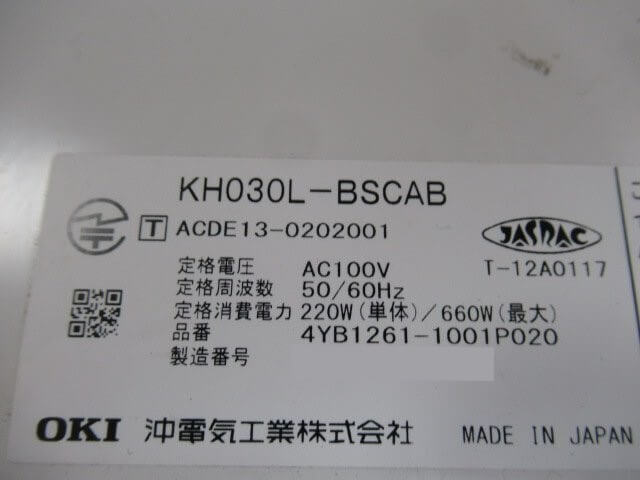 KH030L-BSCAB
T ACDE13-0202001
JASRAC
T-12A0117
定格電圧 AC100V
定格周波数 50/60Hz
定格消費電力 220W(単体)/660W(最大)
品番 4YB1261-1001P020
製造番号
OKI 沖電気工業株式会社 MADE IN JAPAN